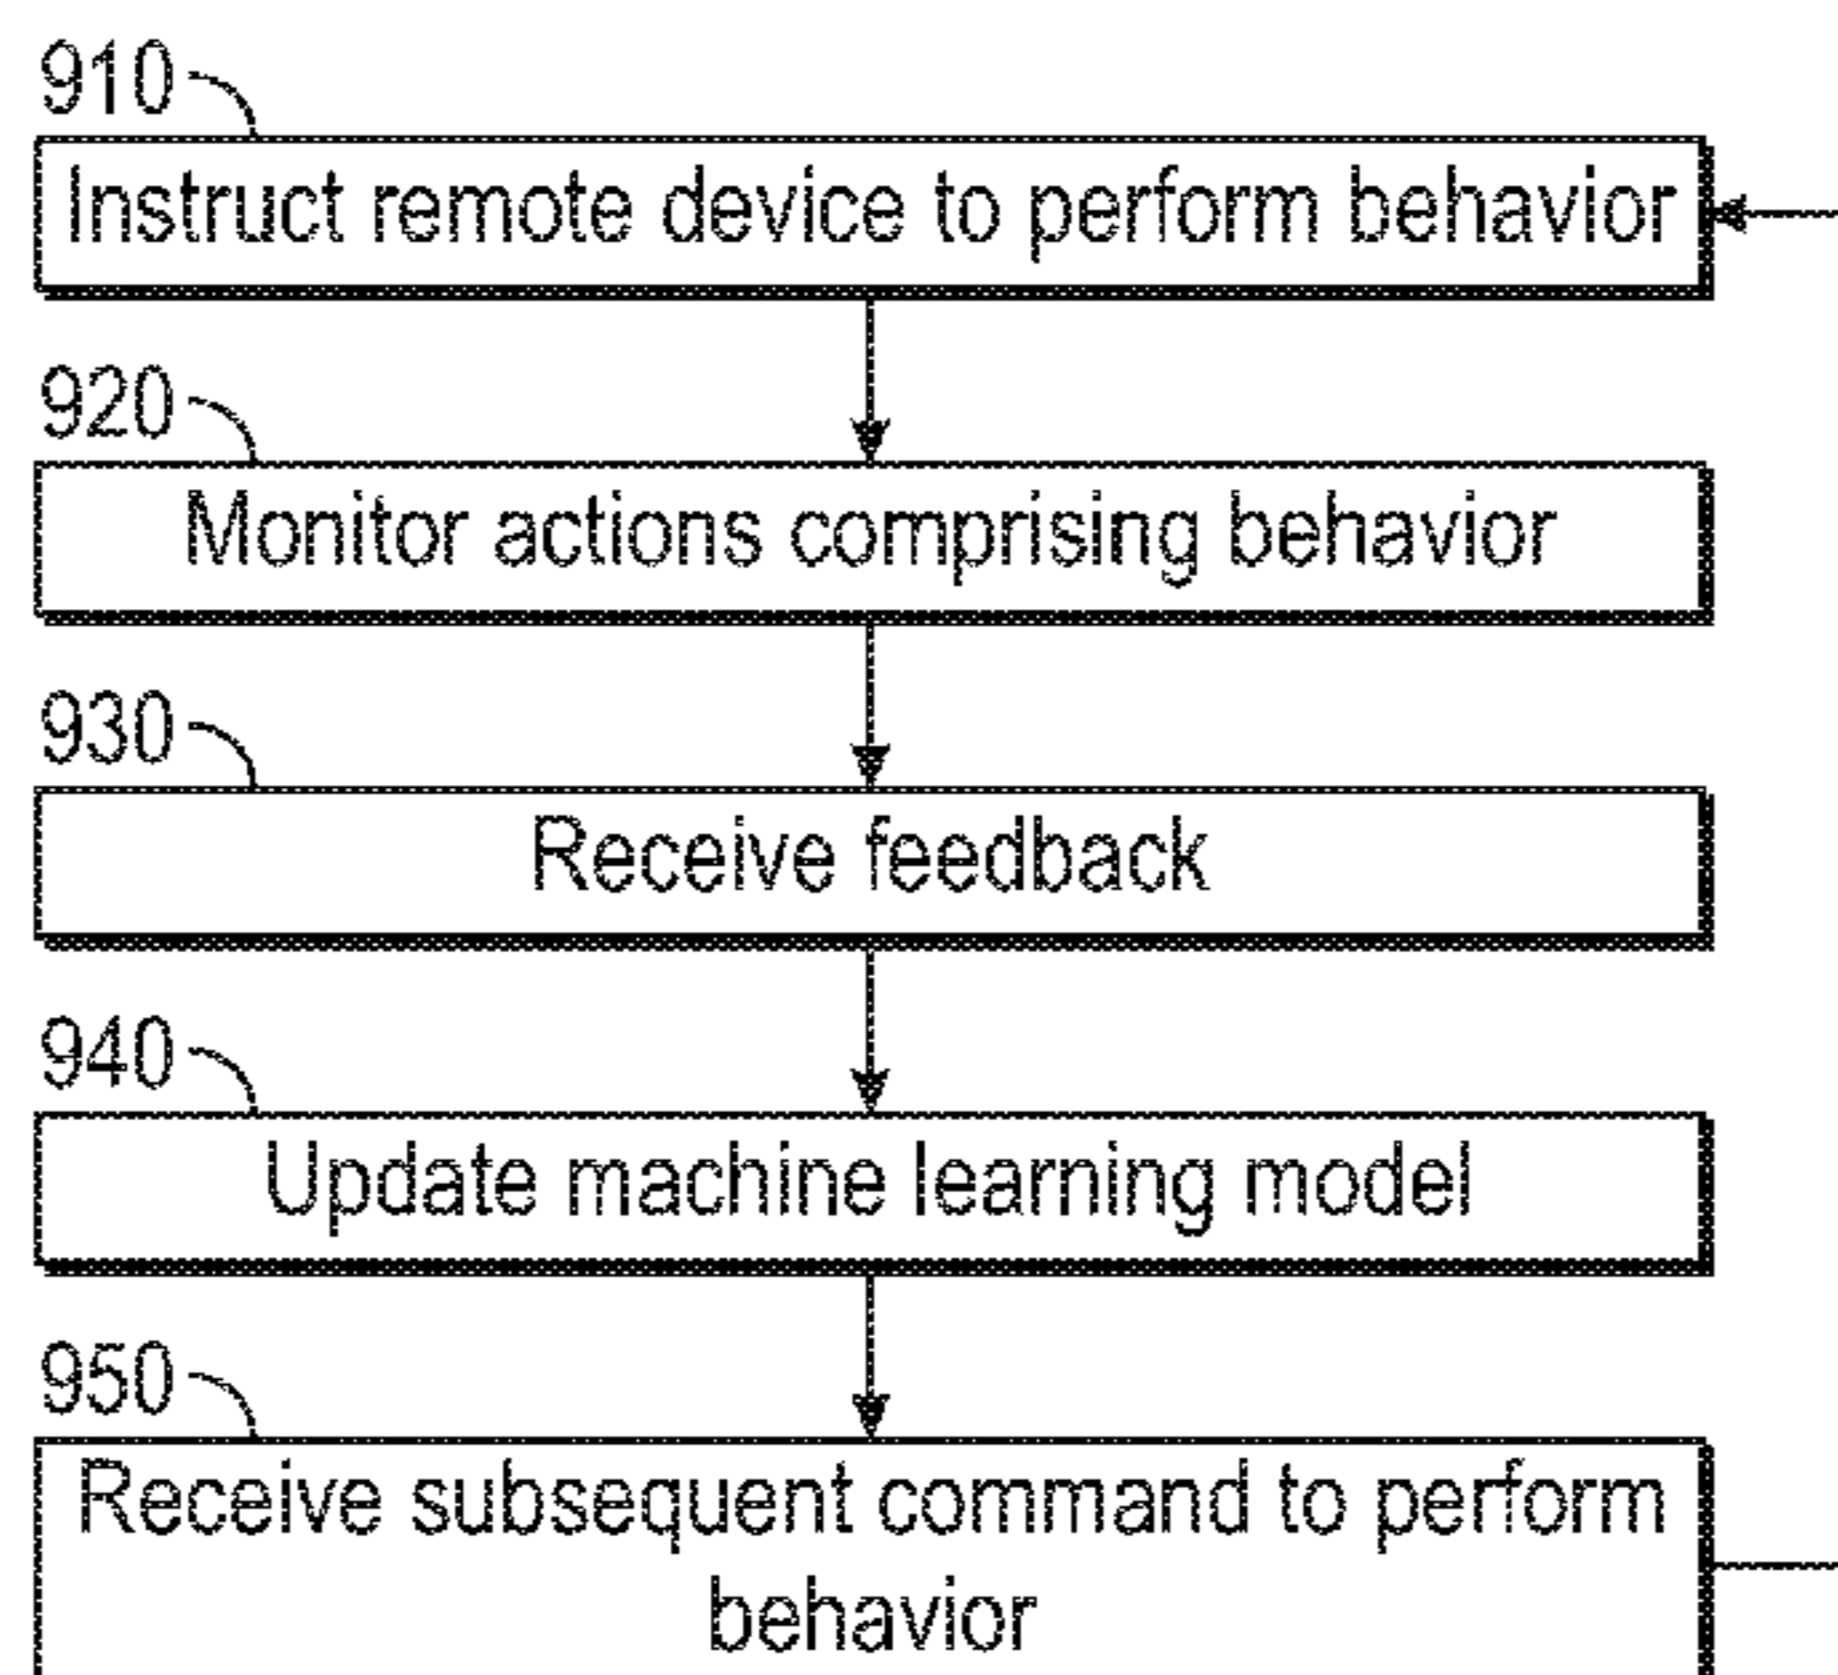 910
Instruct remote device to perform behavior
920
Monitor actions comprising behavior
930
Receive feedback
940
Update machine learning model
950
Receive subsequent command to perform
behavior